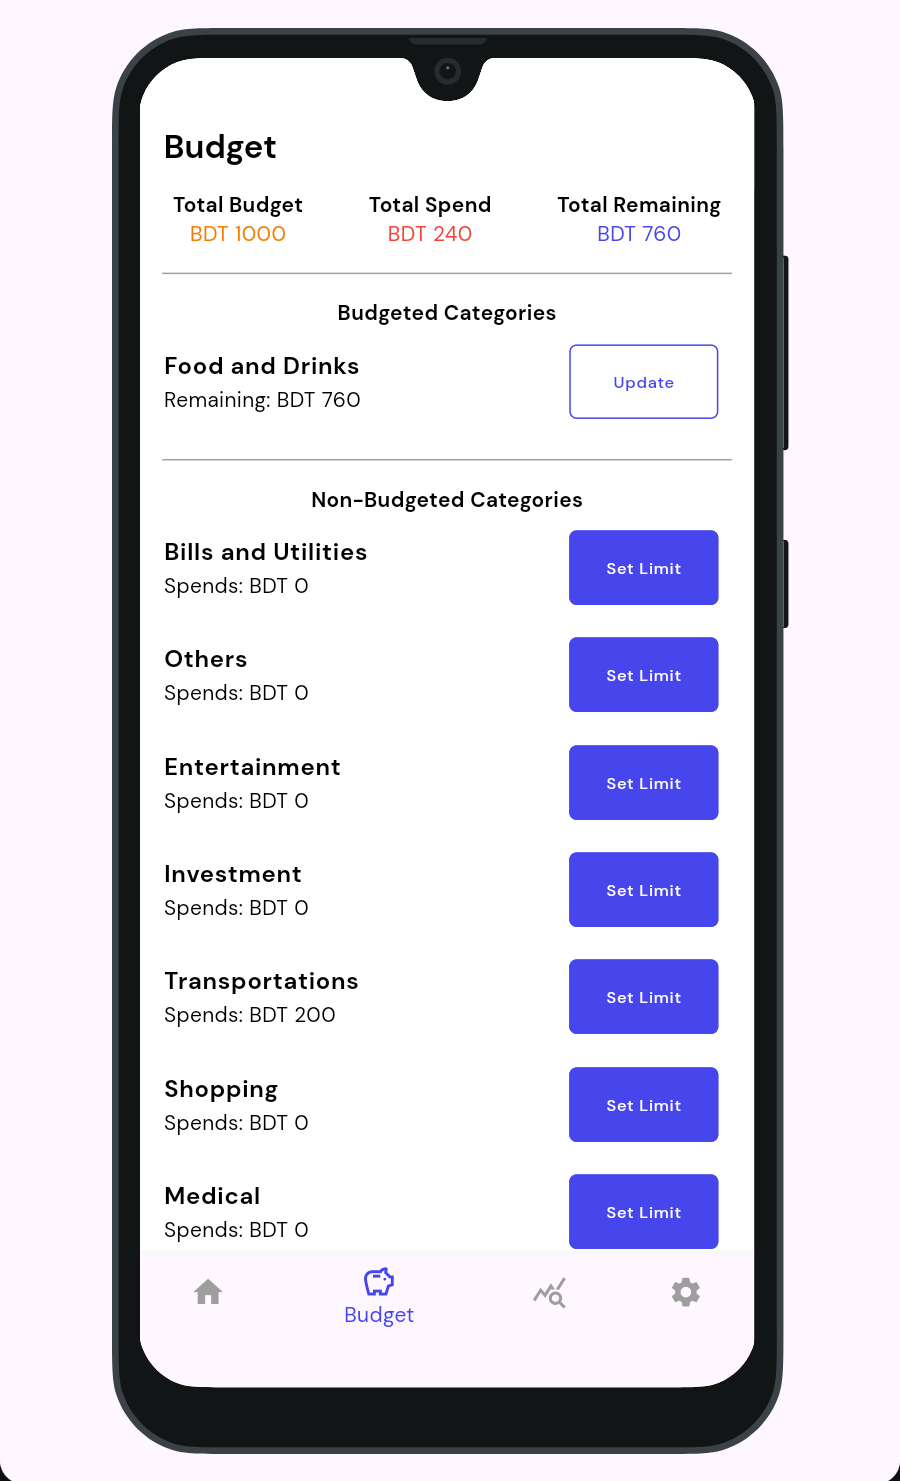 Budget
Total Budget Total Spend Total Remaining
BDT 1000 BDT 240 BDT 760
Budgeted Categories
Food and Drinks
Remaining: BDT 760
Update
Non-Budgeted Categories
Bills and Utilities
Spends: BDT 0
Set Limit
Others
Spends: BDT 0
Set Limit
Entertainment
Spends: BDT 0
Set Limit
Investment
Spends: BDT 0
Set Limit
Transportations
Spends: BDT 200
Set Limit
Shopping
Spends: BDT 0
Set Limit
Medical
Spends: BDT 0
Set Limit
Budget